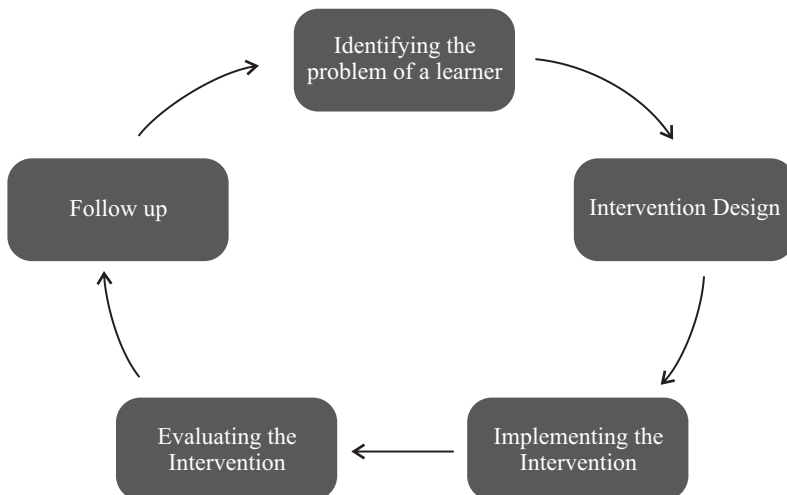 Identifying the
problem of a learner
Intervention Design
Implementing the
Intervention
Evaluating the
Intervention
Follow up